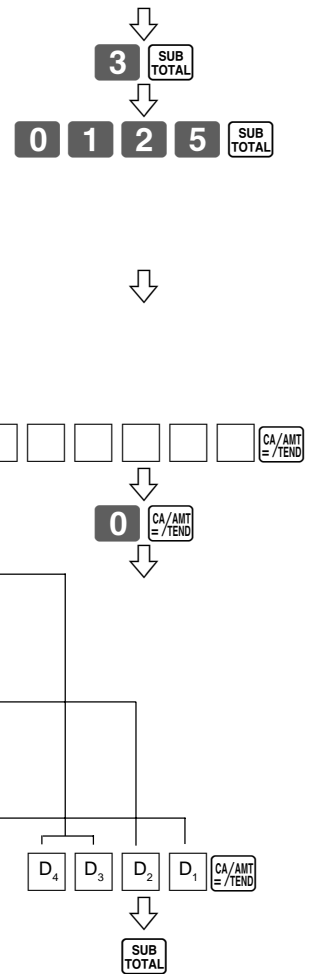 3 SUB TOTAL
0 1 2 5 SUB TOTAL
CA/AMT = /TEND
0 CA/AMT = /TEND
D4 D3 D2 D1 CA/AMT = /TEND
SUB TOTAL